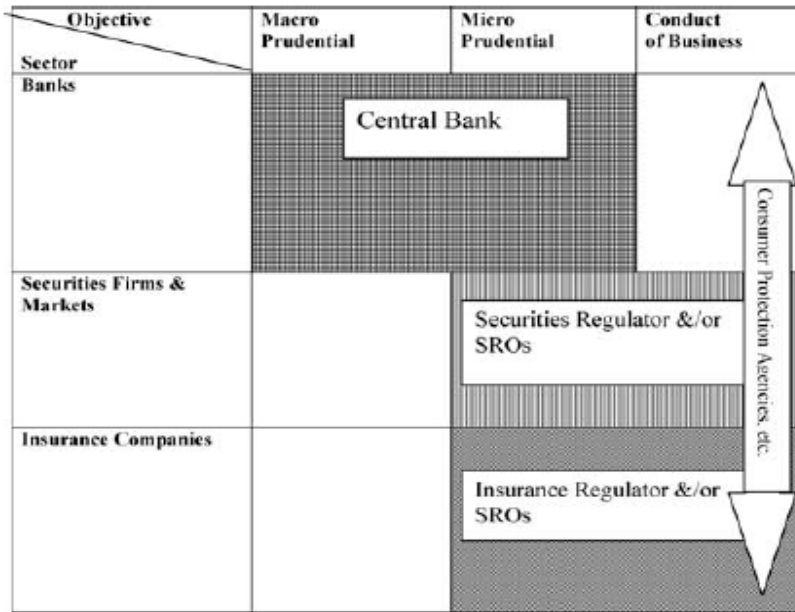 Objective
Sector
Macro
Prudential
Micro
Prudential
Conduct
of Business
Banks
Central Bank
Securities Firms &
Markets
Securities Regulator &/or
SROs
Insurance Companies
Insurance Regulator &/or
SROs
Consumer Protection Agencies, etc.